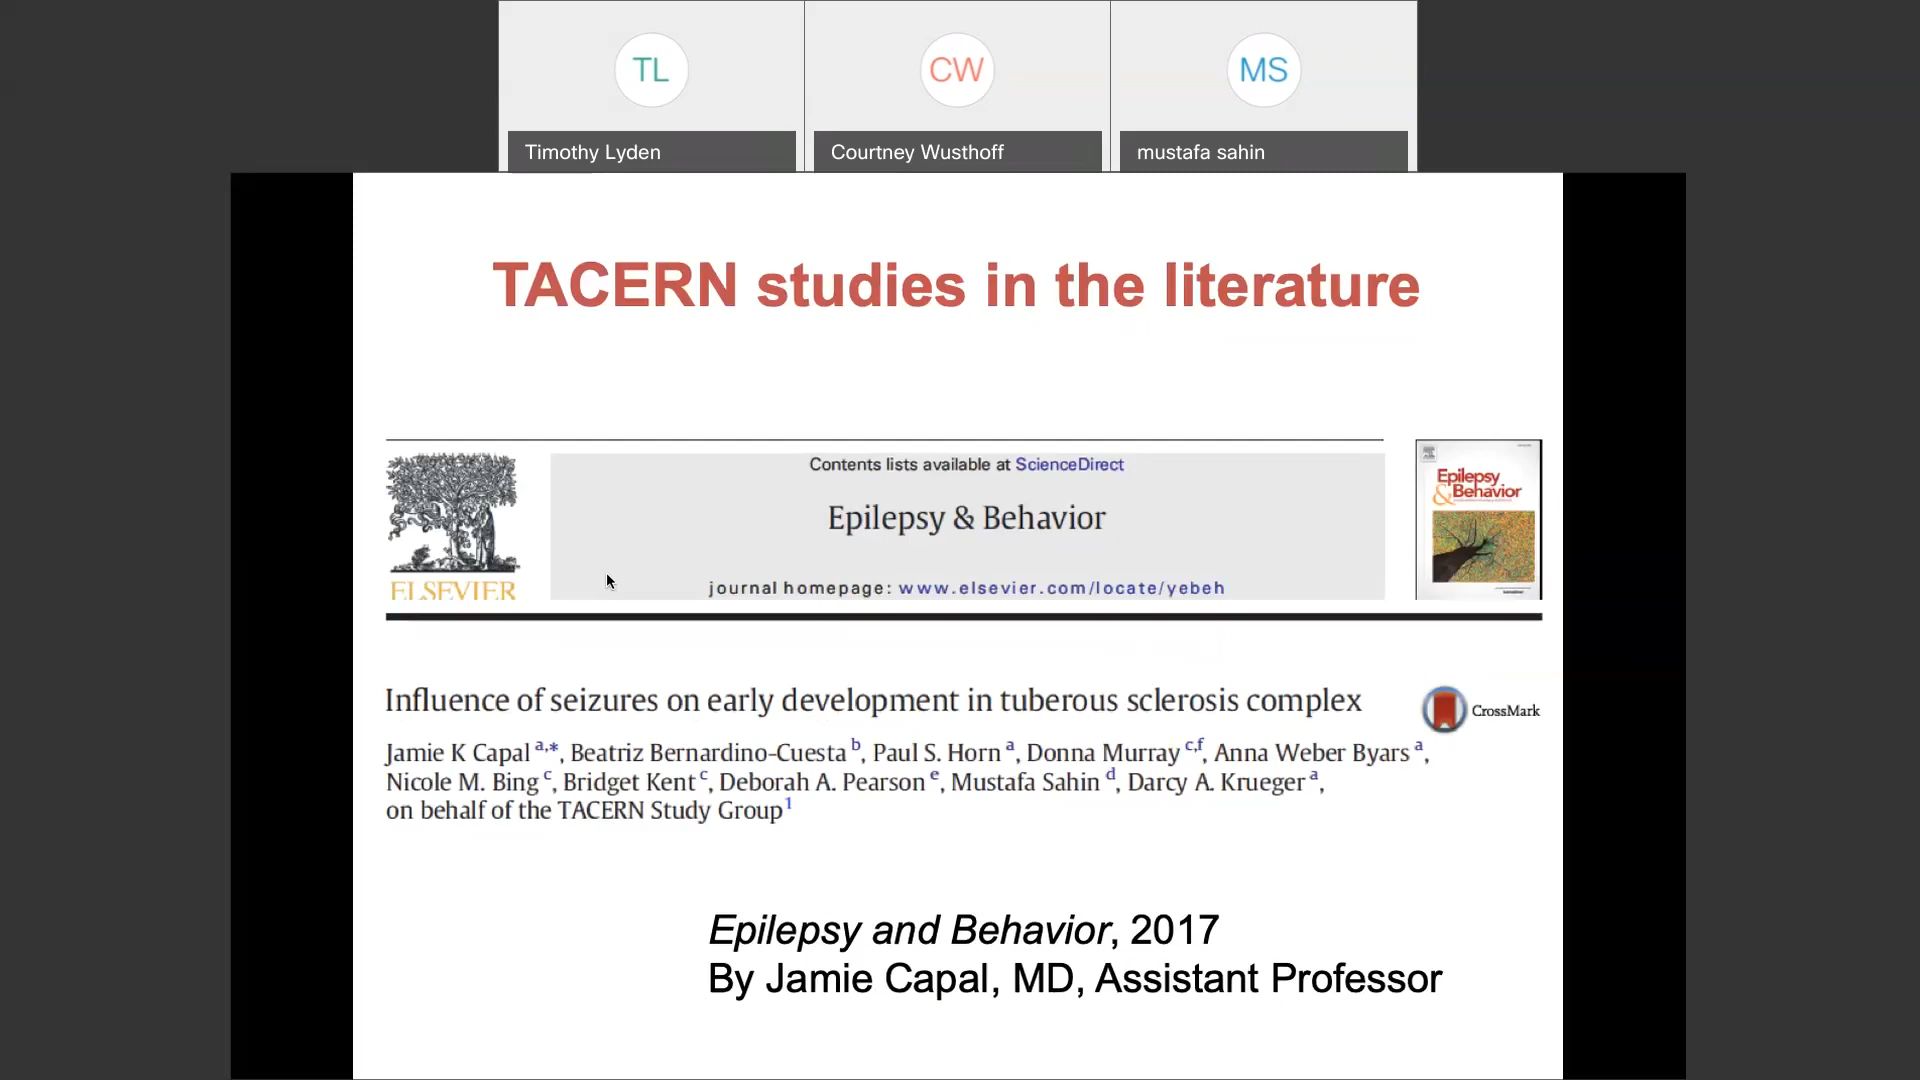 TL
CW
MS
Timothy Lyden
Courtney Wusthoff
mustafa sahin
TACERN studies in the literature
Contents lists available at ScienceDirect
Epilepsy & Behavior
journal homepage: www.elsevier.com/locate/yebeh
ELSEVIER
Epilepsy
& Behavior
Influence of seizures on early development in tuberous sclerosis complex
CrossMark
Jamie K Capal a,*, Beatriz Bernardino-Cuesta b, Paul S. Horn a, Donna Murray c,f, Anna Weber Byars a,
Nicole M. Bing c, Bridget Kent c, Deborah A. Pearson e, Mustafa Sahin d, Darcy A. Krueger a,
on behalf of the TACERN Study Group 1
Epilepsy and Behavior, 2017
By Jamie Capal, MD, Assistant Professor